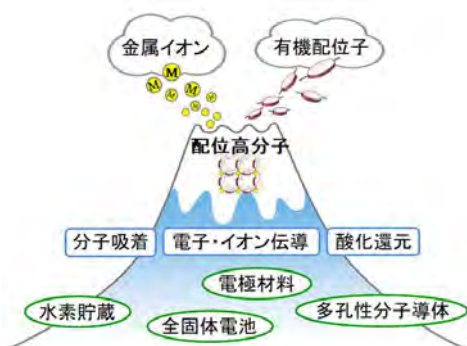 金属イオン
有機配位子
M
M
M
配位高分子
分子吸着
電子・イオン伝導
酸化還元
電極材料
水素貯蔵
多孔性分子導体
全固体電池